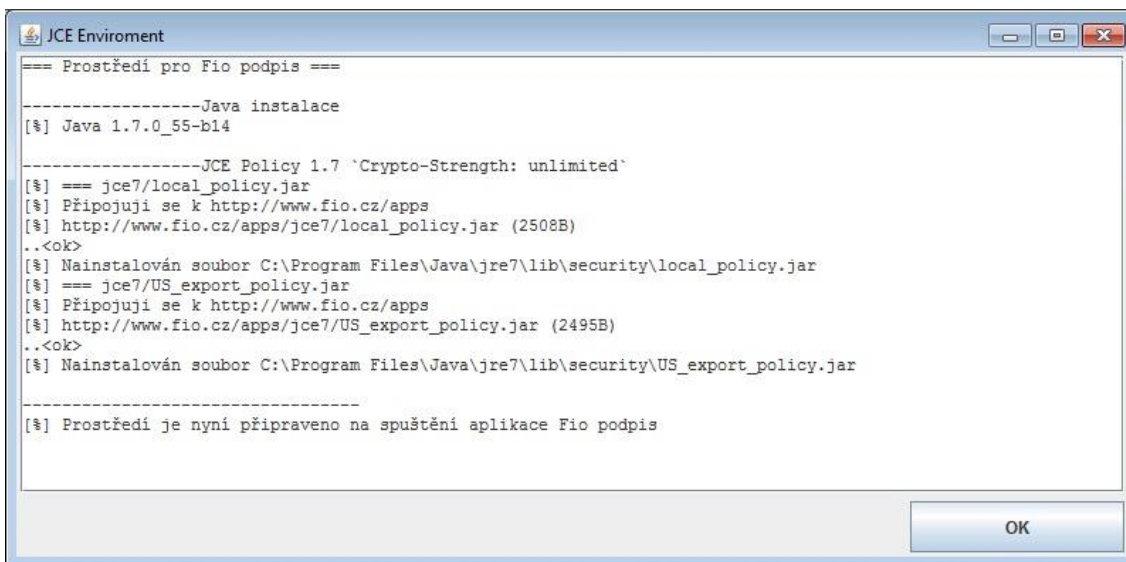 JCE Enviroment
=== Prostředí pro Fio podpis ===
------------------Java instalace
[%] Java 1.7.0_55-b14
------------------JCE Policy 1.7 `Crypto-Strength: unlimited`
[%] === jce7/local_policy.jar
[%] Připojuji se k http://www.fio.cz/apps
[%] http://www.fio.cz/apps/jce7/local_policy.jar (2508B)
..<ok>
[%] Nainstalován soubor C:\Program Files\Java\jre7\lib\security\local_policy.jar
[%] === jce7/US_export_policy.jar
[%] Připojuji se k http://www.fio.cz/apps
[%] http://www.fio.cz/apps/jce7/US_export_policy.jar (2495B)
..<ok>
[%] Nainstalován soubor C:\Program Files\Java\jre7\lib\security\US_export_policy.jar
----------------------------------
[%] Prostředí je nyní připraveno na spuštění aplikace Fio podpis
OK